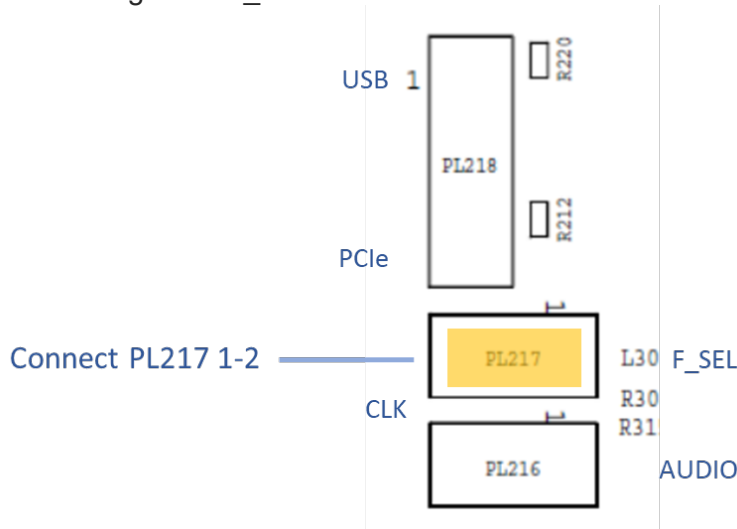 USB 1
R220
PL218
R212
PCIe
1
Connect PL217 1-2
PL217
L30 F_SEL
R30
CLK
1
R31
PL216
AUDIO